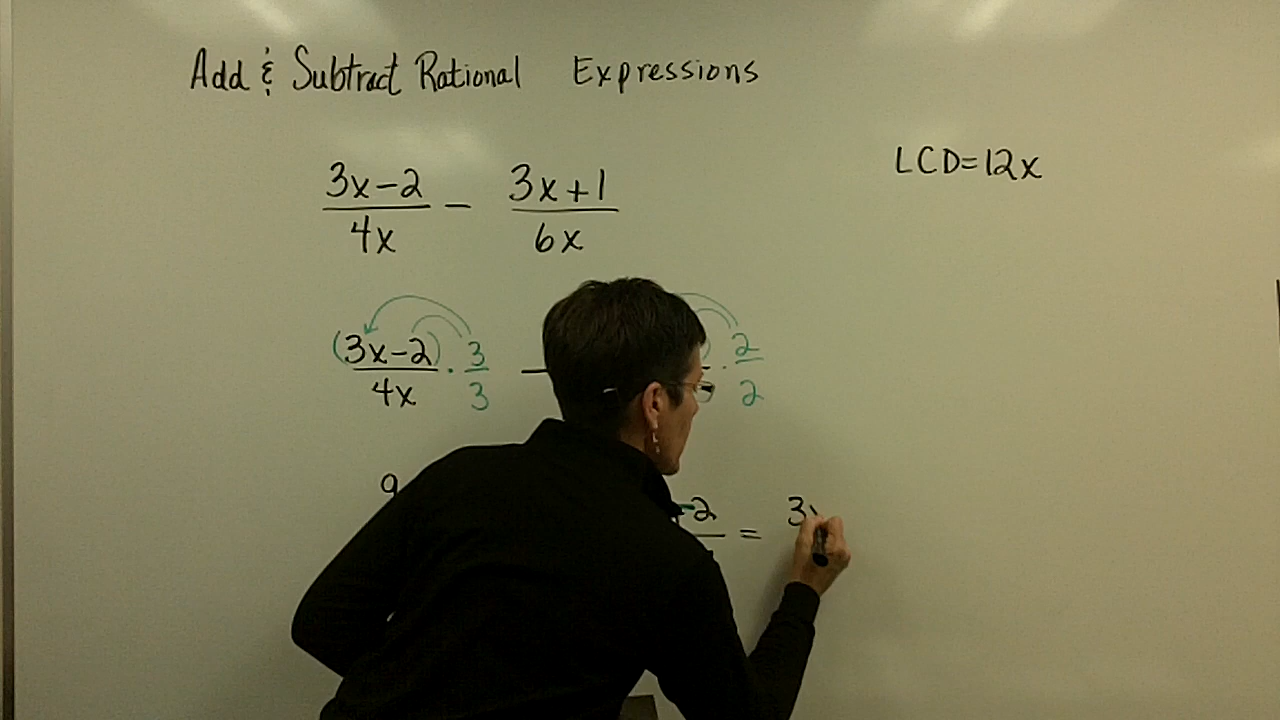 Add & Subtract Rational Expressions
LCD=12x
3x-2 / 4x - 3x+1 / 6x
(3x-2) / 4x · 3 / 3 - ) · 2 / 2
9 -2 = 3x